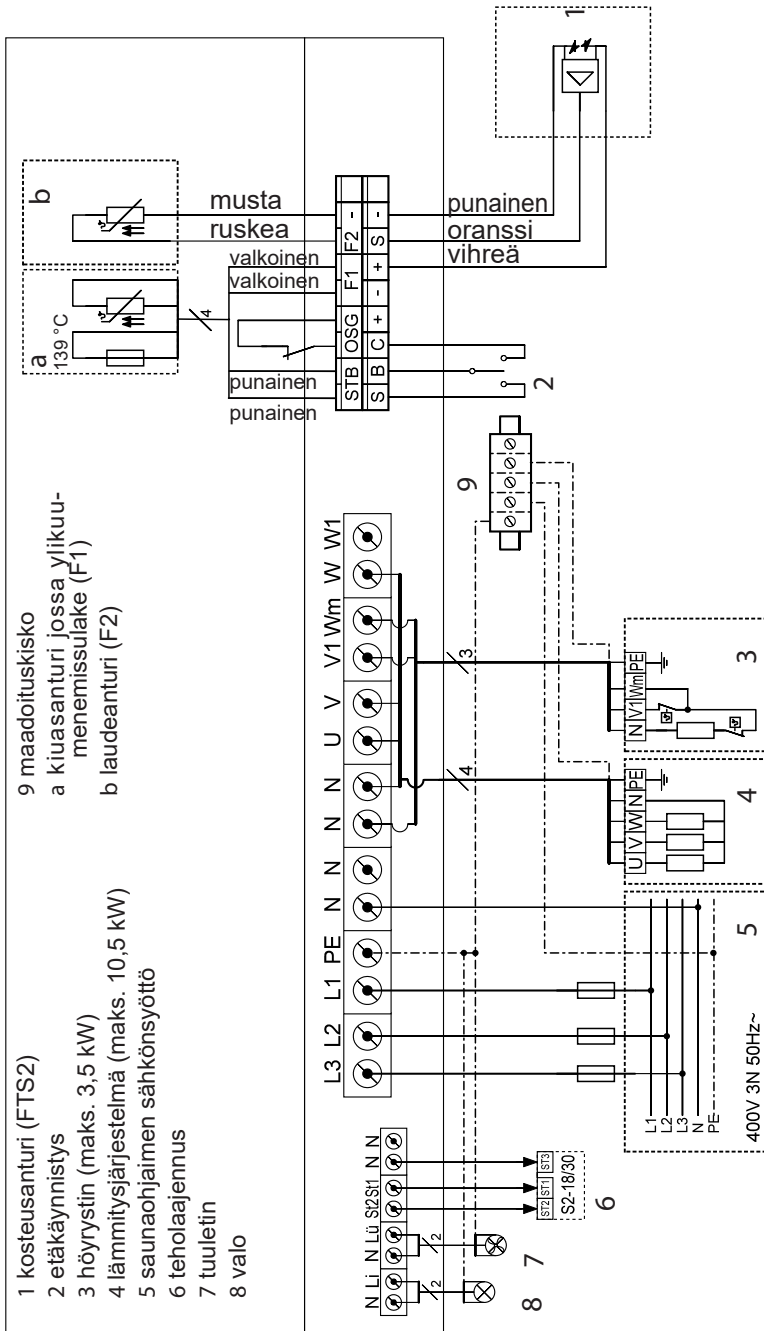 1 kosteusanturi (FTS2)
2 etäkäynnistys
3 höyrystin (maks. 3,5 kW)
4 lämmitysjärjestelmä (maks. 10,5 kW)
5 saunaohjaimen sähkönsyöttö
6 teholaajennus
7 tuuletin
8 valo
9 maadoituskisko
a kiuasanturi jossa ylikuu-
menemissulake (F1)
b laudeanturi (F2)
a
139 °C
b
4
musta
ruskea
valkoinen
valkoinen
punainen
punainen
STB OSG F1 F2 -
S B C + - + S -
punainen
oranssi
vihreä
1
2
N Li N Lü St2 St1 N N
L3 L2 L1 PE N N N N U V V1 Wm W W1
9
2
2
4
3
8
7
ST2 ST1 ST3
S2-18/30
6
L1
L2
L3
N
PE
400V 3N 50Hz~
5
U V W N PE
4
N V1 Wm PE
3